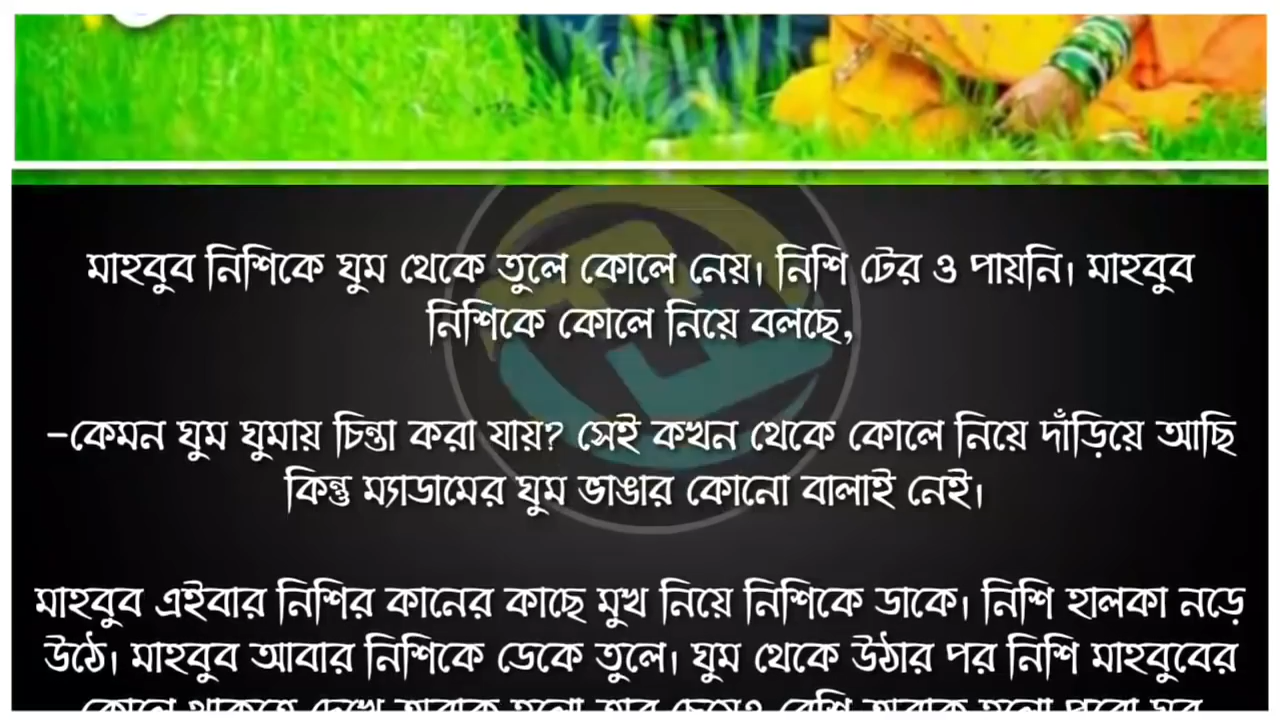 মাহবুব নিশিকে ঘুম থেকে তুলে কোলে নেয়। নিশি টের ও পায়নি। মাহবুব
নিশিকে কোলে নিয়ে বলছে,
–কেমন ঘুম ঘুমায় চিন্তা করা যায়? সেই কখন থেকে কোলে নিয়ে দাঁড়িয়ে আছি
কিন্তু ম্যাডামের ঘুম ভাঙার কোনো বালাই নেই।
মাহবুব এইবার নিশির কানের কাছে মুখ নিয়ে নিশিকে ডাকে। নিশি হালকা নড়ে
উঠে। মাহবুব আবার নিশিকে ডেকে তুলে। ঘুম থেকে উঠার পর নিশি মাহবুবের